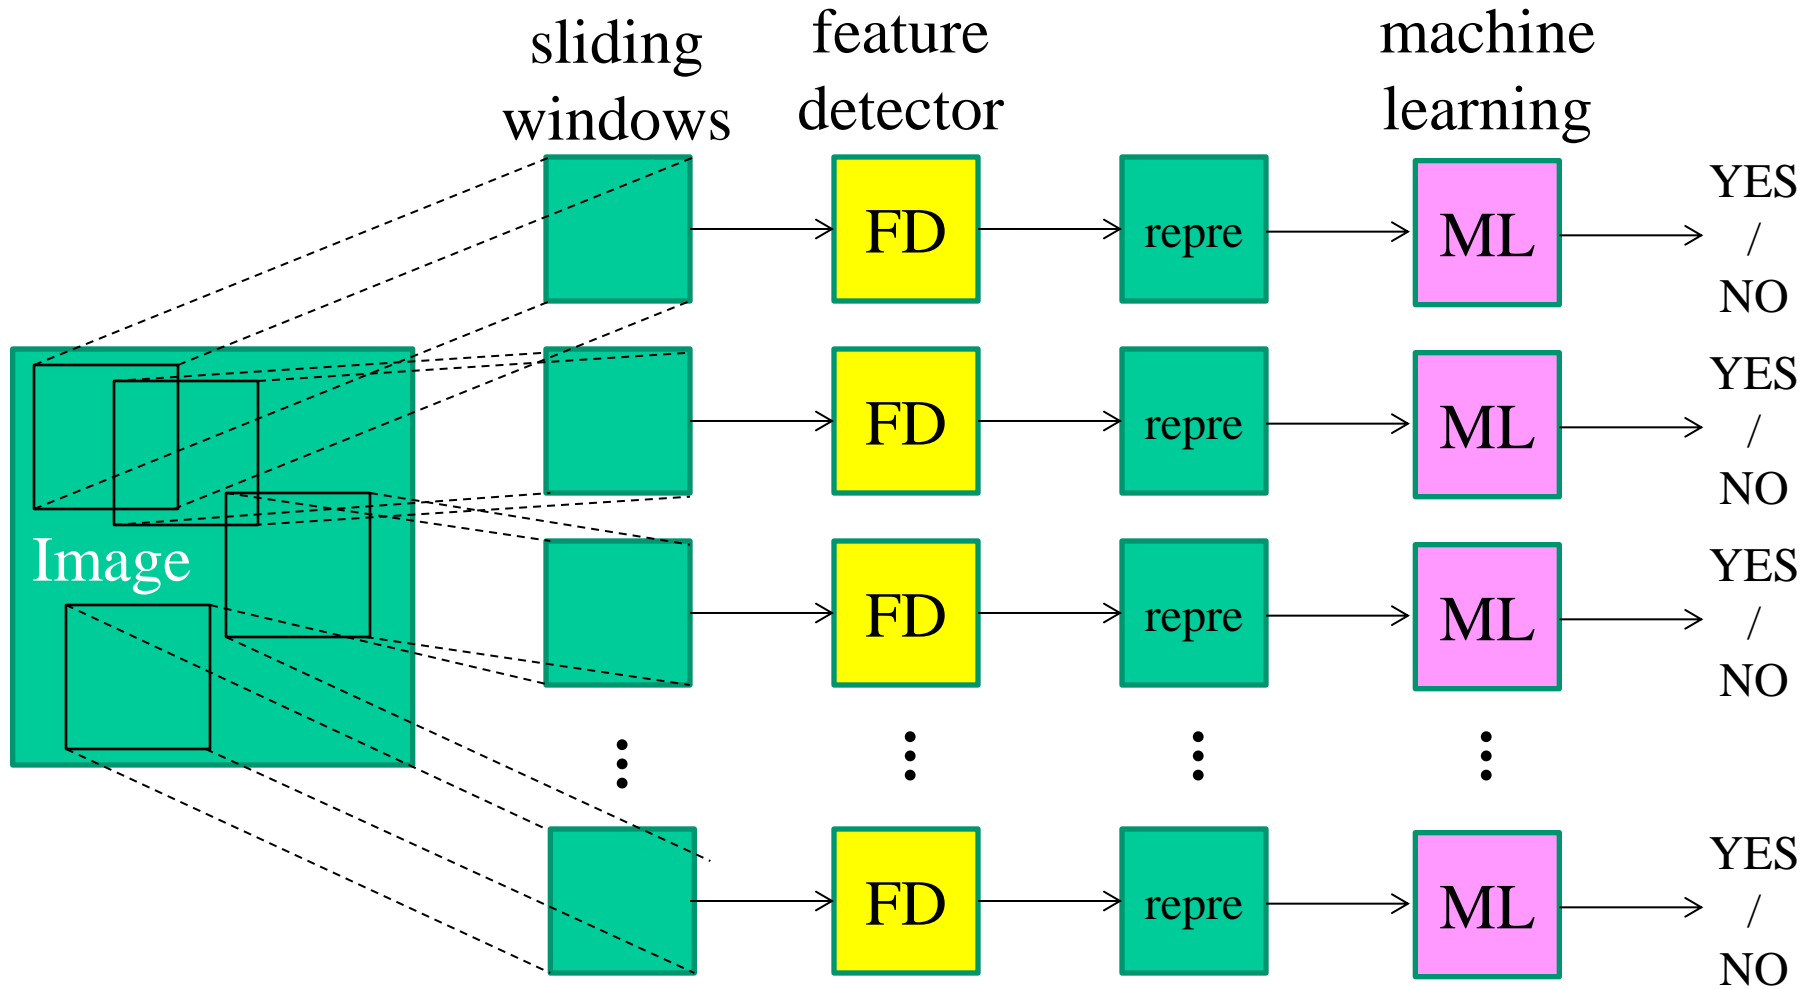 sliding
windows
feature
detector
machine
learning
FD
repre
ML
YES
/
NO
Image
FD
repre
ML
YES
/
NO
FD
repre
ML
YES
/
NO
FD
repre
ML
YES
/
NO